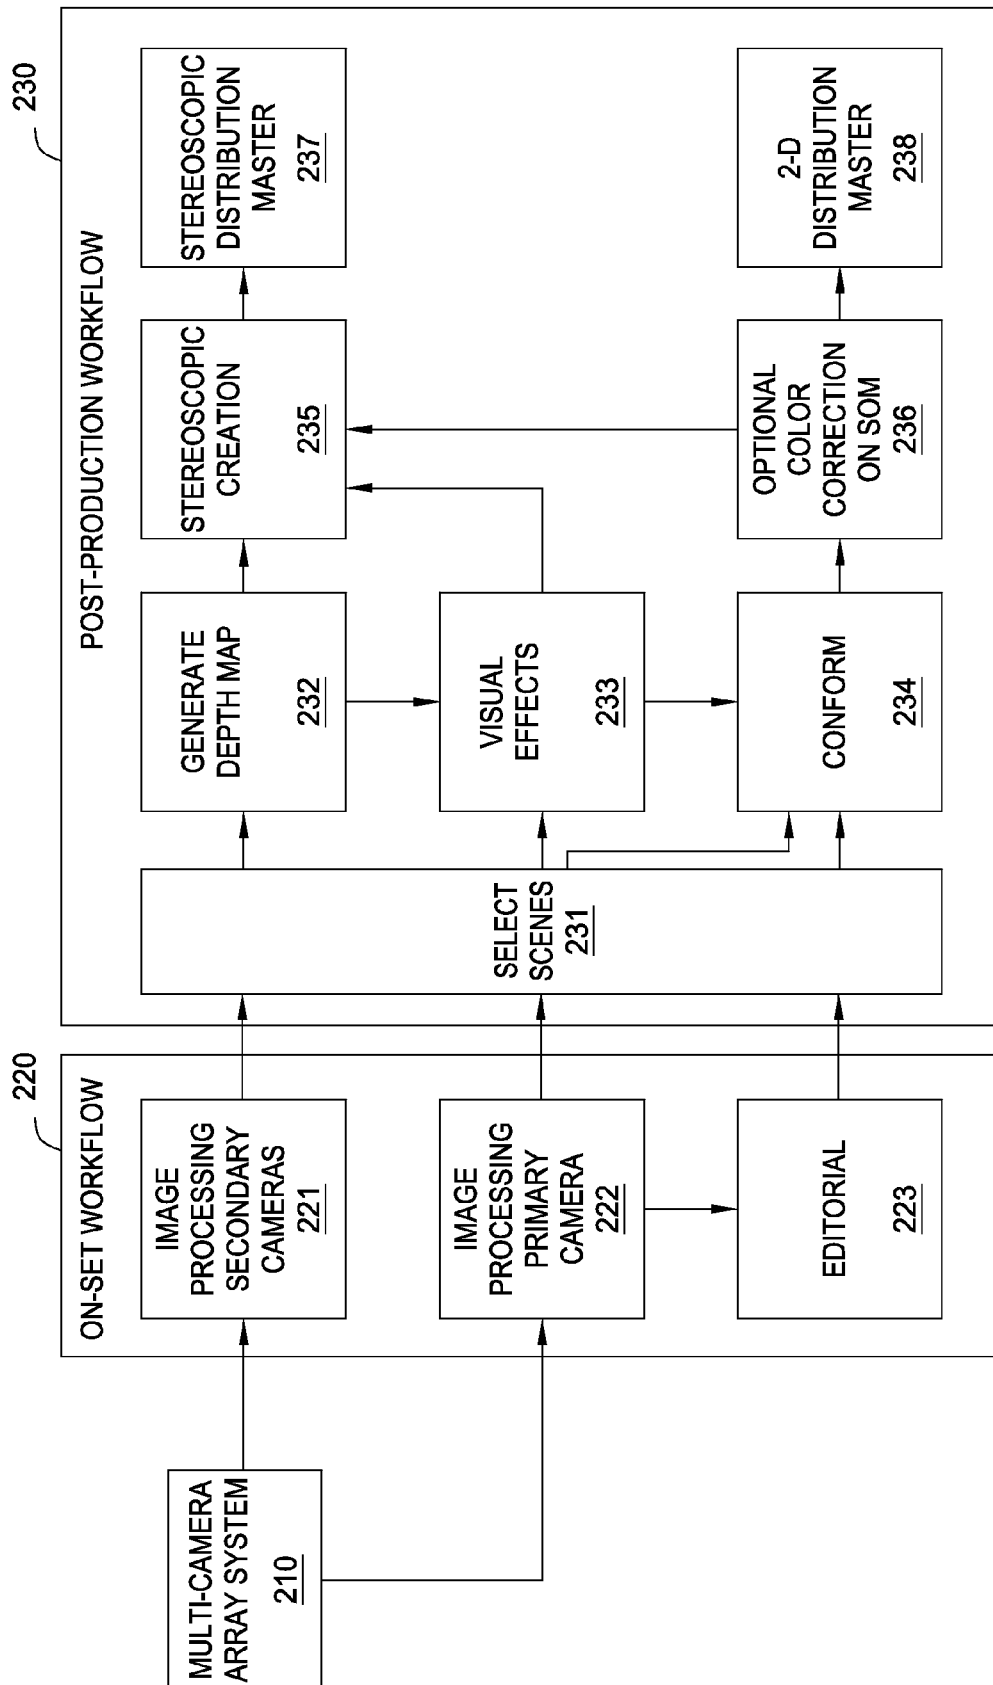 MULTI-CAMERA
ARRAY SYSTEM
210
220
ON-SET WORKFLOW
IMAGE
PROCESSING
SECONDARY
CAMERAS
221
IMAGE
PROCESSING
PRIMARY
CAMERA
222
EDITORIAL
223
230
POST-PRODUCTION WORKFLOW
SELECT
SCENES
231
GENERATE
DEPTH MAP
232
VISUAL
EFFECTS
233
CONFORM
234
STEREOSCOPIC
CREATION
235
OPTIONAL
COLOR
CORRECTION
ON SOM
236
STEREOSCOPIC
DISTRIBUTION
MASTER
237
2-D
DISTRIBUTION
MASTER
238